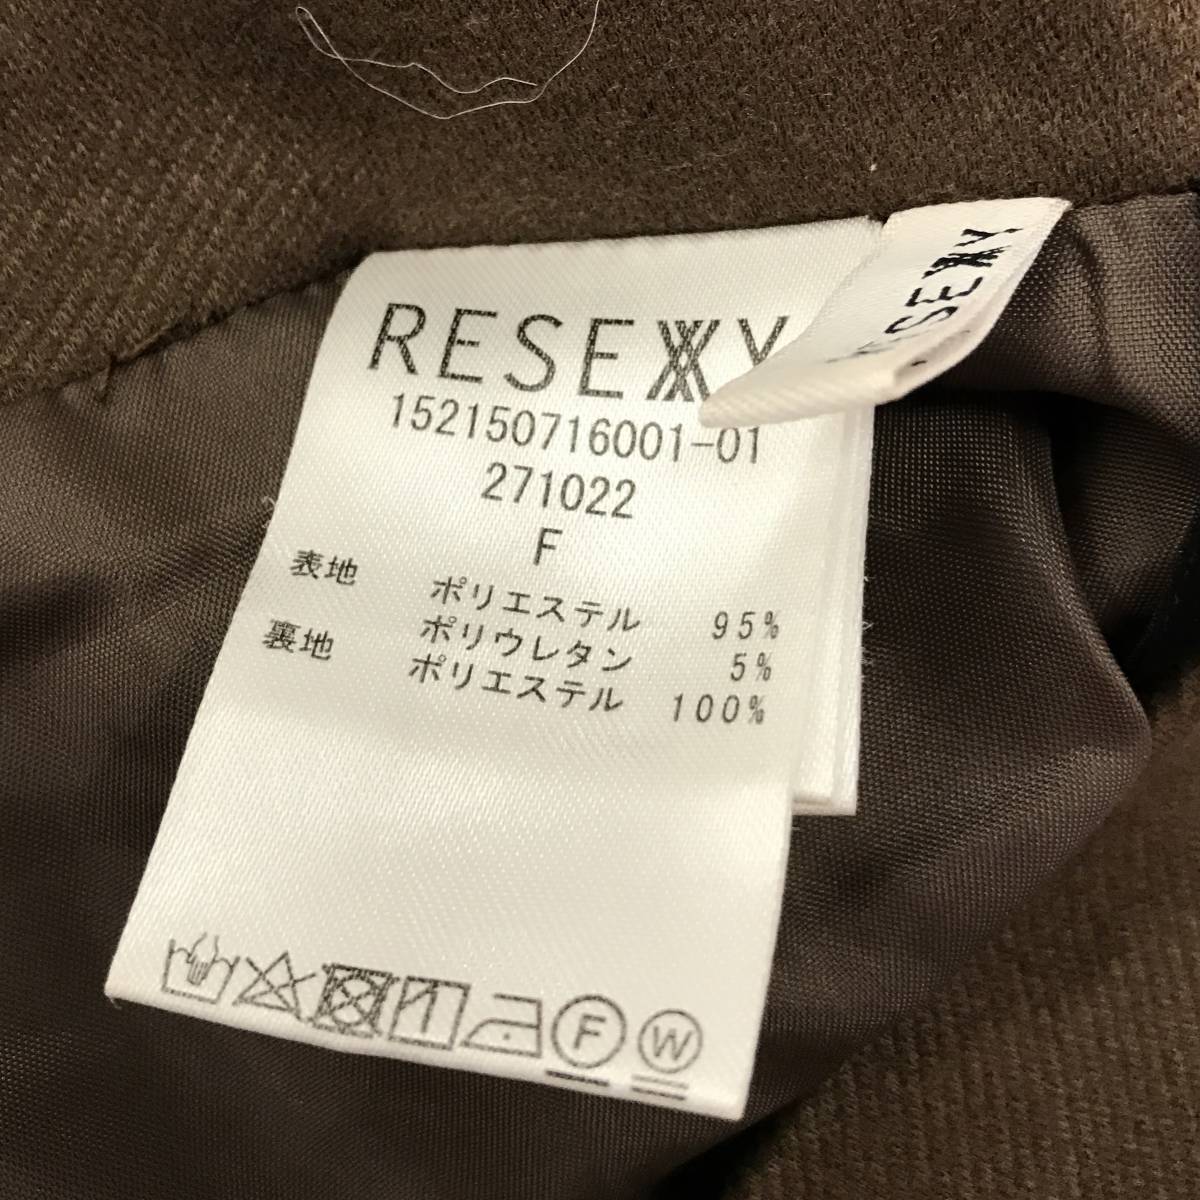 RESEXXY
152150716001-01
271022
F
表地 ポリエステル 95%
ポリウレタン 5%
裏地 ポリエステル 100%
F
W